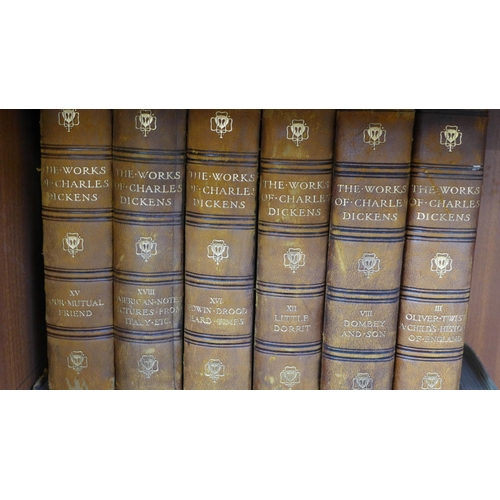 THE·WORKS
OF·CHARLES
DICKENS
XV
OUR·MUTUAL
FRIEND
THE·WORKS
OF·CHARLES
DICKENS
XVIII
AMERICAN·NOTES
PICTURES·FROM
ITALY·ETC.
THE·WORKS
OF·CHARLES
DICKENS
XVI
EDWIN·DROOD
HARD·TIMES
THE·WORKS
OF·CHARLES
DICKENS
XII
LITTLE
DORRIT
THE·WORKS
OF·CHARLES
DICKENS
VIII
DOMBEY
AND·SON
THE·WORKS
OF·CHARLES
DICKENS
III
OLIVER·TWIST
A·CHILD'S·HISTORY
OF·ENGLAND